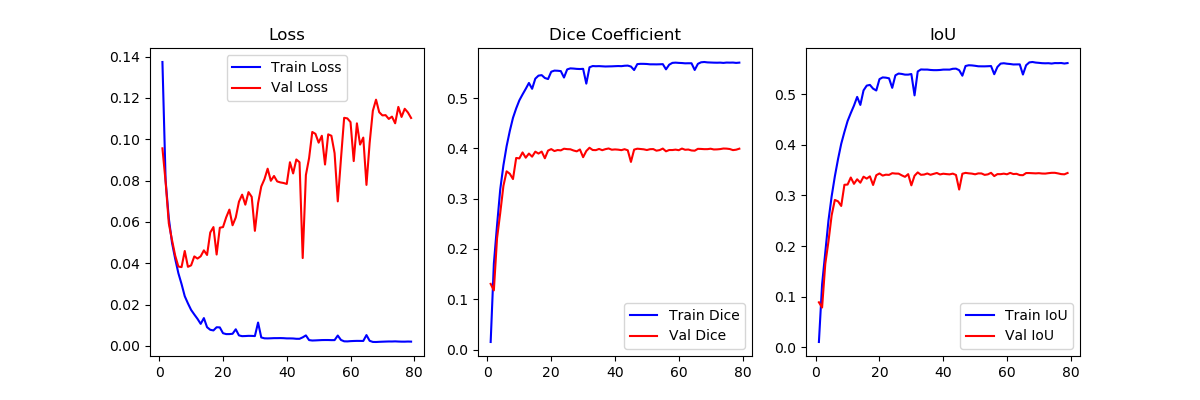 Loss
0.14
0.12
0.10
0.08
0.06
0.04
0.02
0.00
0 20 40 60 80
Train Loss
Val Loss
Dice Coefficient
0.5
0.4
0.3
0.2
0.1
0.0
0 20 40 60 80
Train Dice
Val Dice
IoU
0.5
0.4
0.3
0.2
0.1
0.0
0 20 40 60 80
Train IoU
Val IoU